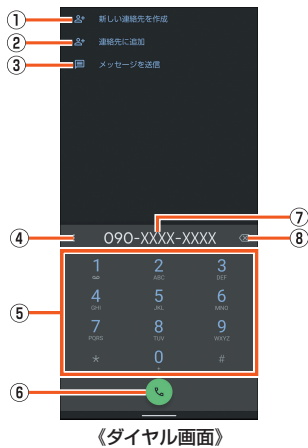 ① 新しい連絡先を作成
② 連絡先に追加
③ メッセージを送信
⑦
④ 090-XXXX-XXXX ⑧
1 2 3
ABC DEF
⑤ 4 5 6
GHI JKL MNO
7 8 9
PQRS TUV WXYZ
* 0 #
⑥
《ダイヤル画面》